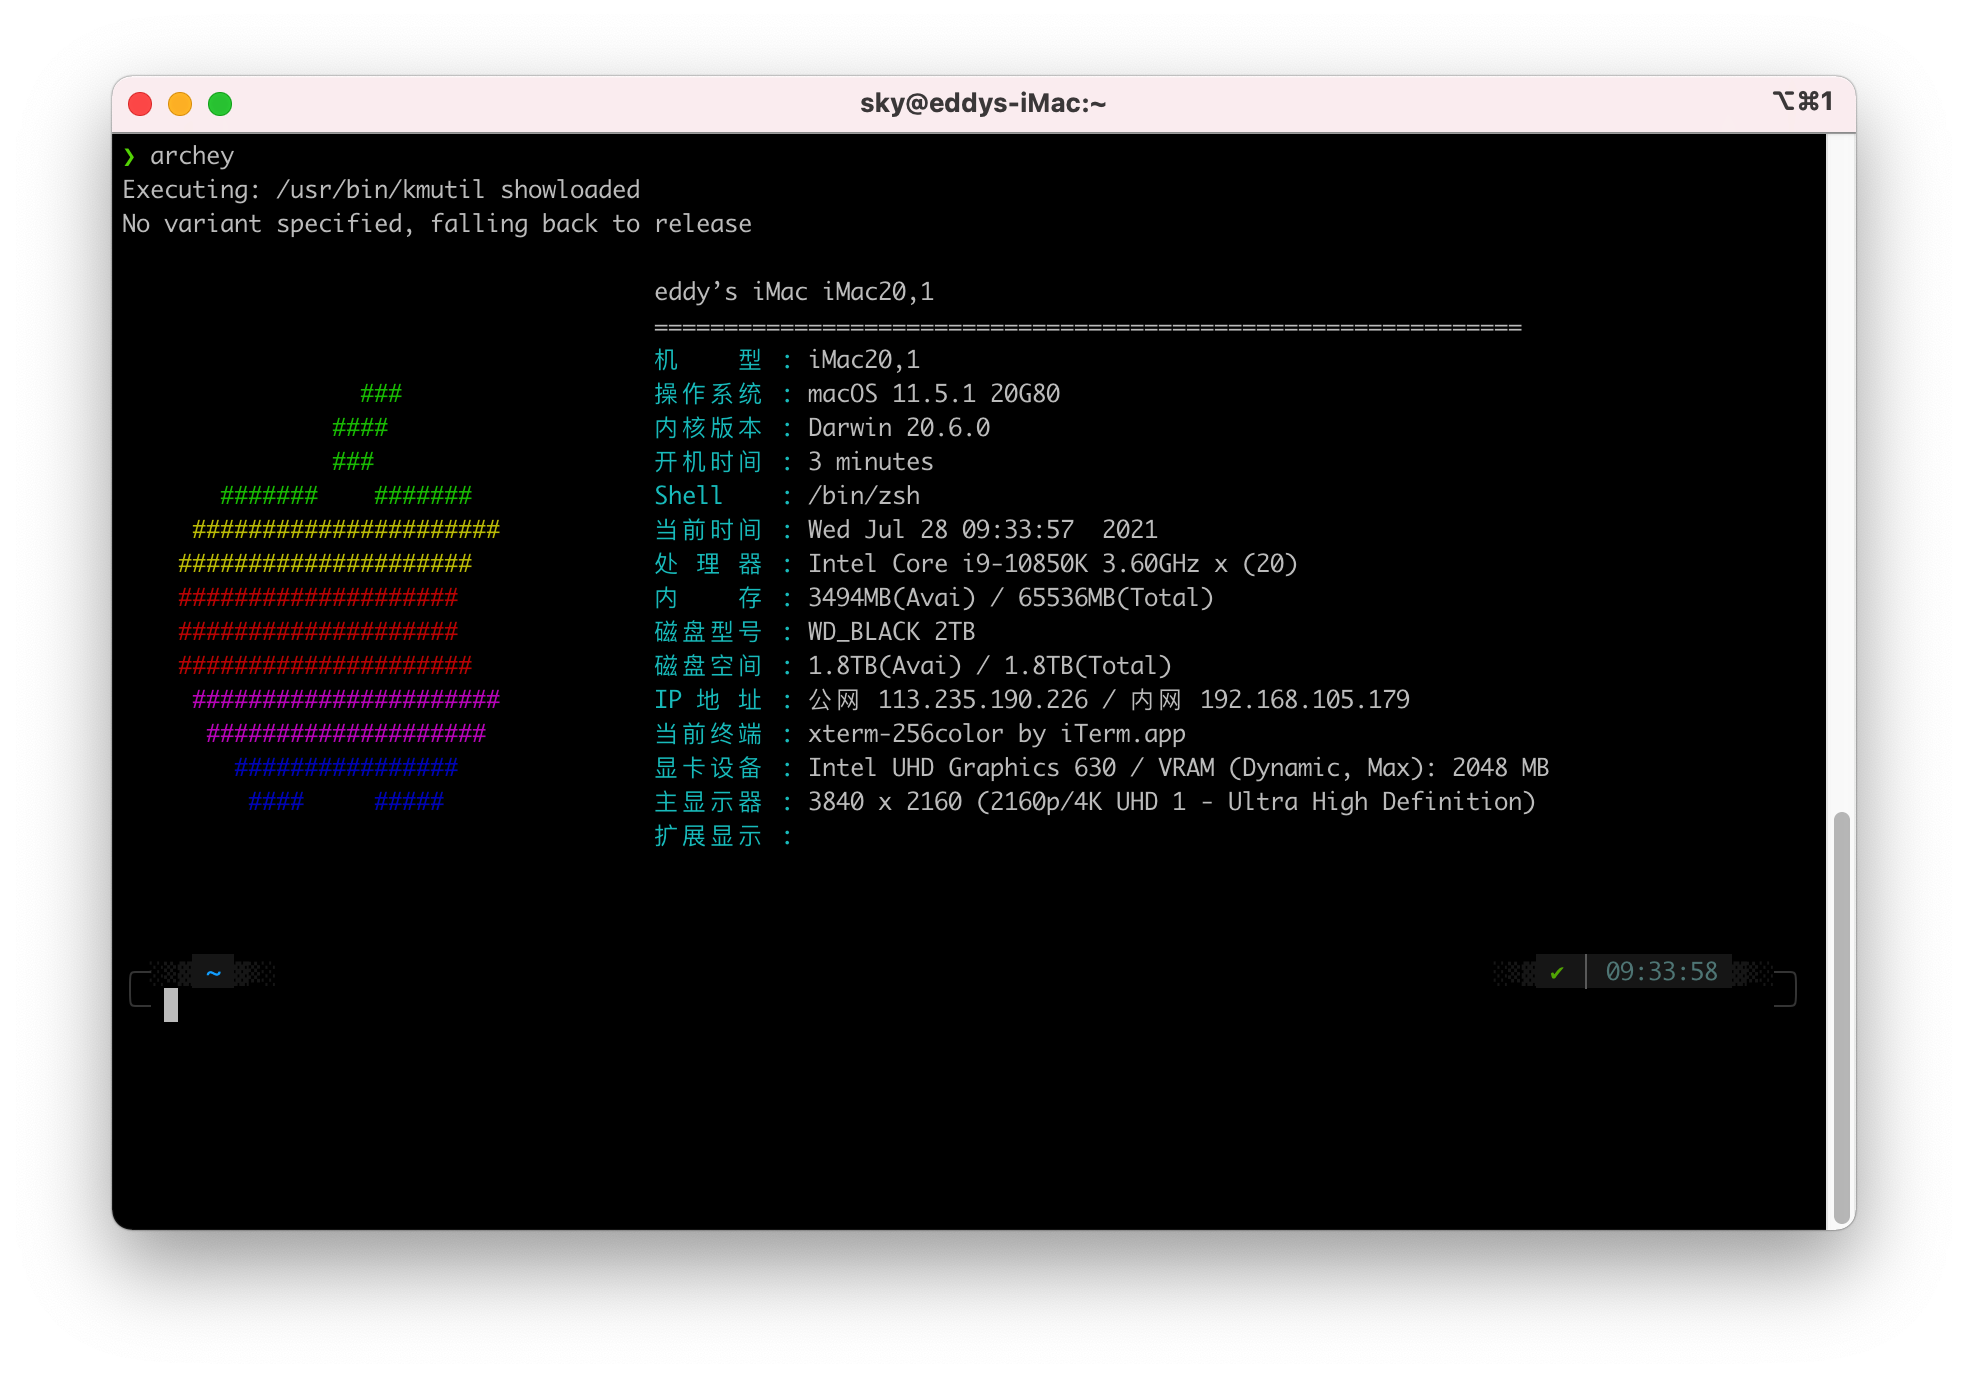 sky@eddys-iMac:~ ⌥⌘1
❯ archey
Executing: /usr/bin/kmutil showloaded
No variant specified, falling back to release
eddy’s iMac iMac20,1
==============================================================
机 型 : iMac20,1
### 操作系统 : macOS 11.5.1 20G80
#### 内核版本 : Darwin 20.6.0
### 开机时间 : 3 minutes
####### ####### Shell : /bin/zsh
###################### 当前时间 : Wed Jul 28 09:33:57  2021
##################### 处 理 器 : Intel Core i9-10850K 3.60GHz x (20)
#################### 内 存 : 3494MB(Avai) / 65536MB(Total)
#################### 磁盘型号 : WD_BLACK 2TB
##################### 磁盘空间 : 1.8TB(Avai) / 1.8TB(Total)
###################### IP 地 址 : 公网 113.235.190.226 / 内网 192.168.105.179
#################### 当前终端 : xterm-256color by iTerm.app
################ 显卡设备 : Intel UHD Graphics 630 / VRAM (Dynamic, Max): 2048 MB
#### ##### 主显示器 : 3840 x 2160 (2160p/4K UHD 1 - Ultra High Definition)
扩展显示 :
~ ✔ 09:33:58